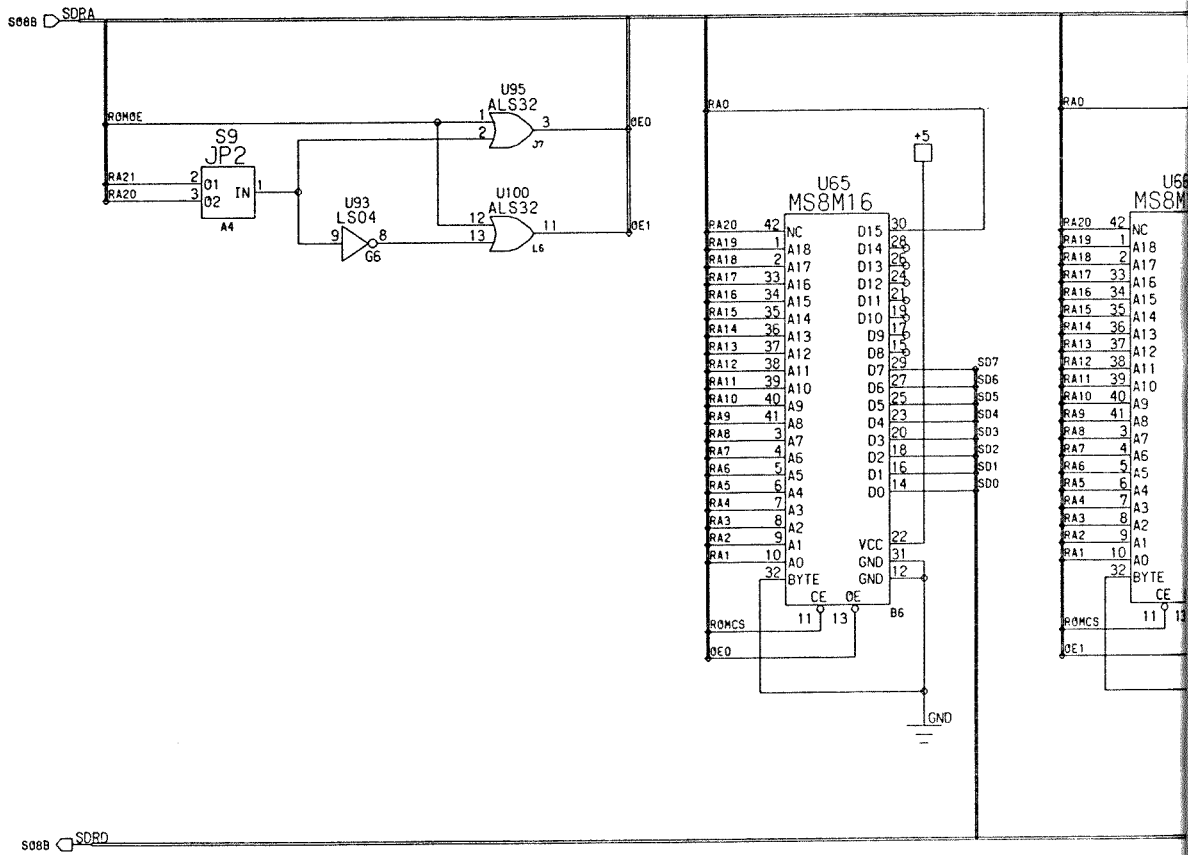 S08B SDRA
ROMOE
S9
JP2
RA21 2 O1
RA20 3 O2
IN 1
A4
U95
ALS32
1
2
3
J7
OE0
U93
LS04
9 8
G6
U100
ALS32
12
13
11
L6
OE1
RA0
+5
U65
MS8M16
RA20 42 NC D15 30
RA19 1 A18 D14 28
RA18 2 A17 D13 26
RA17 33 A16 D12 24
RA16 34 A15 D11 21
RA15 35 A14 D10 19
RA14 36 A13 D9 17
RA13 37 A12 D8 15
RA12 38 A11 D7 29 SD7
RA11 39 A10 D6 27 SD6
RA10 40 A9 D5 25 SD5
RA9 41 A8 D4 23 SD4
RA8 3 A7 D3 20 SD3
RA7 4 A6 D2 18 SD2
RA6 5 A5 D1 16 SD1
RA5 6 A4 D0 14 SD0
RA4 7 A3
RA3 8 A2
RA2 9 A1 VCC 22
RA1 10 A0 GND 31
32 BYTE GND 12
CE OE
11 13
B6
ROMCS
OE0
GND
RA0
MS8M
RA20 42 NC
RA19 1 A18
RA18 2 A17
RA17 33 A16
RA16 34 A15
RA15 35 A14
RA14 36 A13
RA13 37 A12
RA12 38 A11
RA11 39 A10
RA10 40 A9
RA9 41 A8
RA8 3 A7
RA7 4 A6
RA6 5 A5
RA5 6 A4
RA4 7 A3
RA3 8 A2
RA2 9 A1
RA1 10 A0
32 BYTE
CE
11
ROMCS
OE1
S08B SDRD